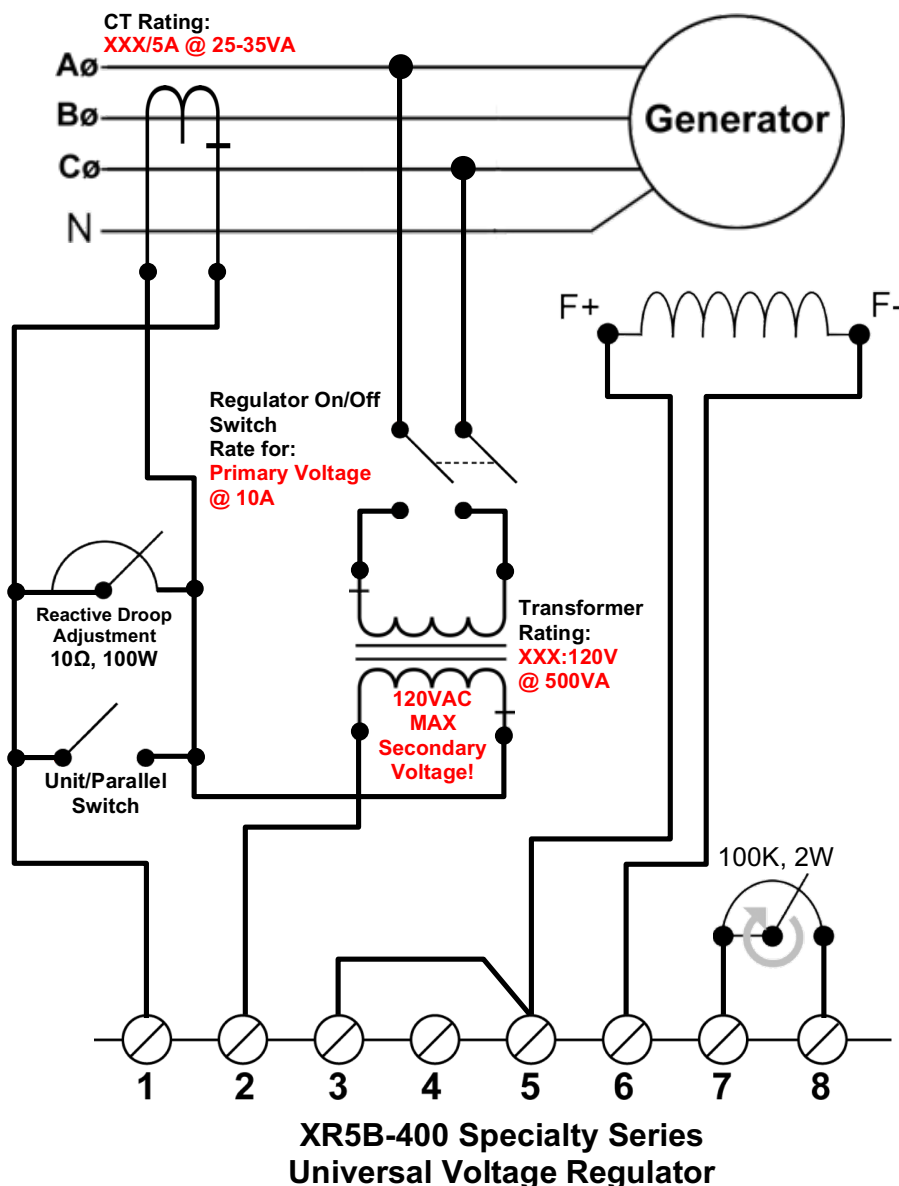 CT Rating:
XXX/5A @ 25-35VA
Aø
Bø
Cø
N
Generator
F+
F-
Regulator On/Off
Switch
Rate for:
Primary Voltage
@ 10A
Reactive Droop
Adjustment
10Ω, 100W
Transformer
Rating:
XXX:120V
@ 500VA
120VAC
MAX
Secondary
Voltage!
Unit/Parallel
Switch
100K, 2W
1 2 3 4 5 6 7 8
XR5B-400 Specialty Series
Universal Voltage Regulator